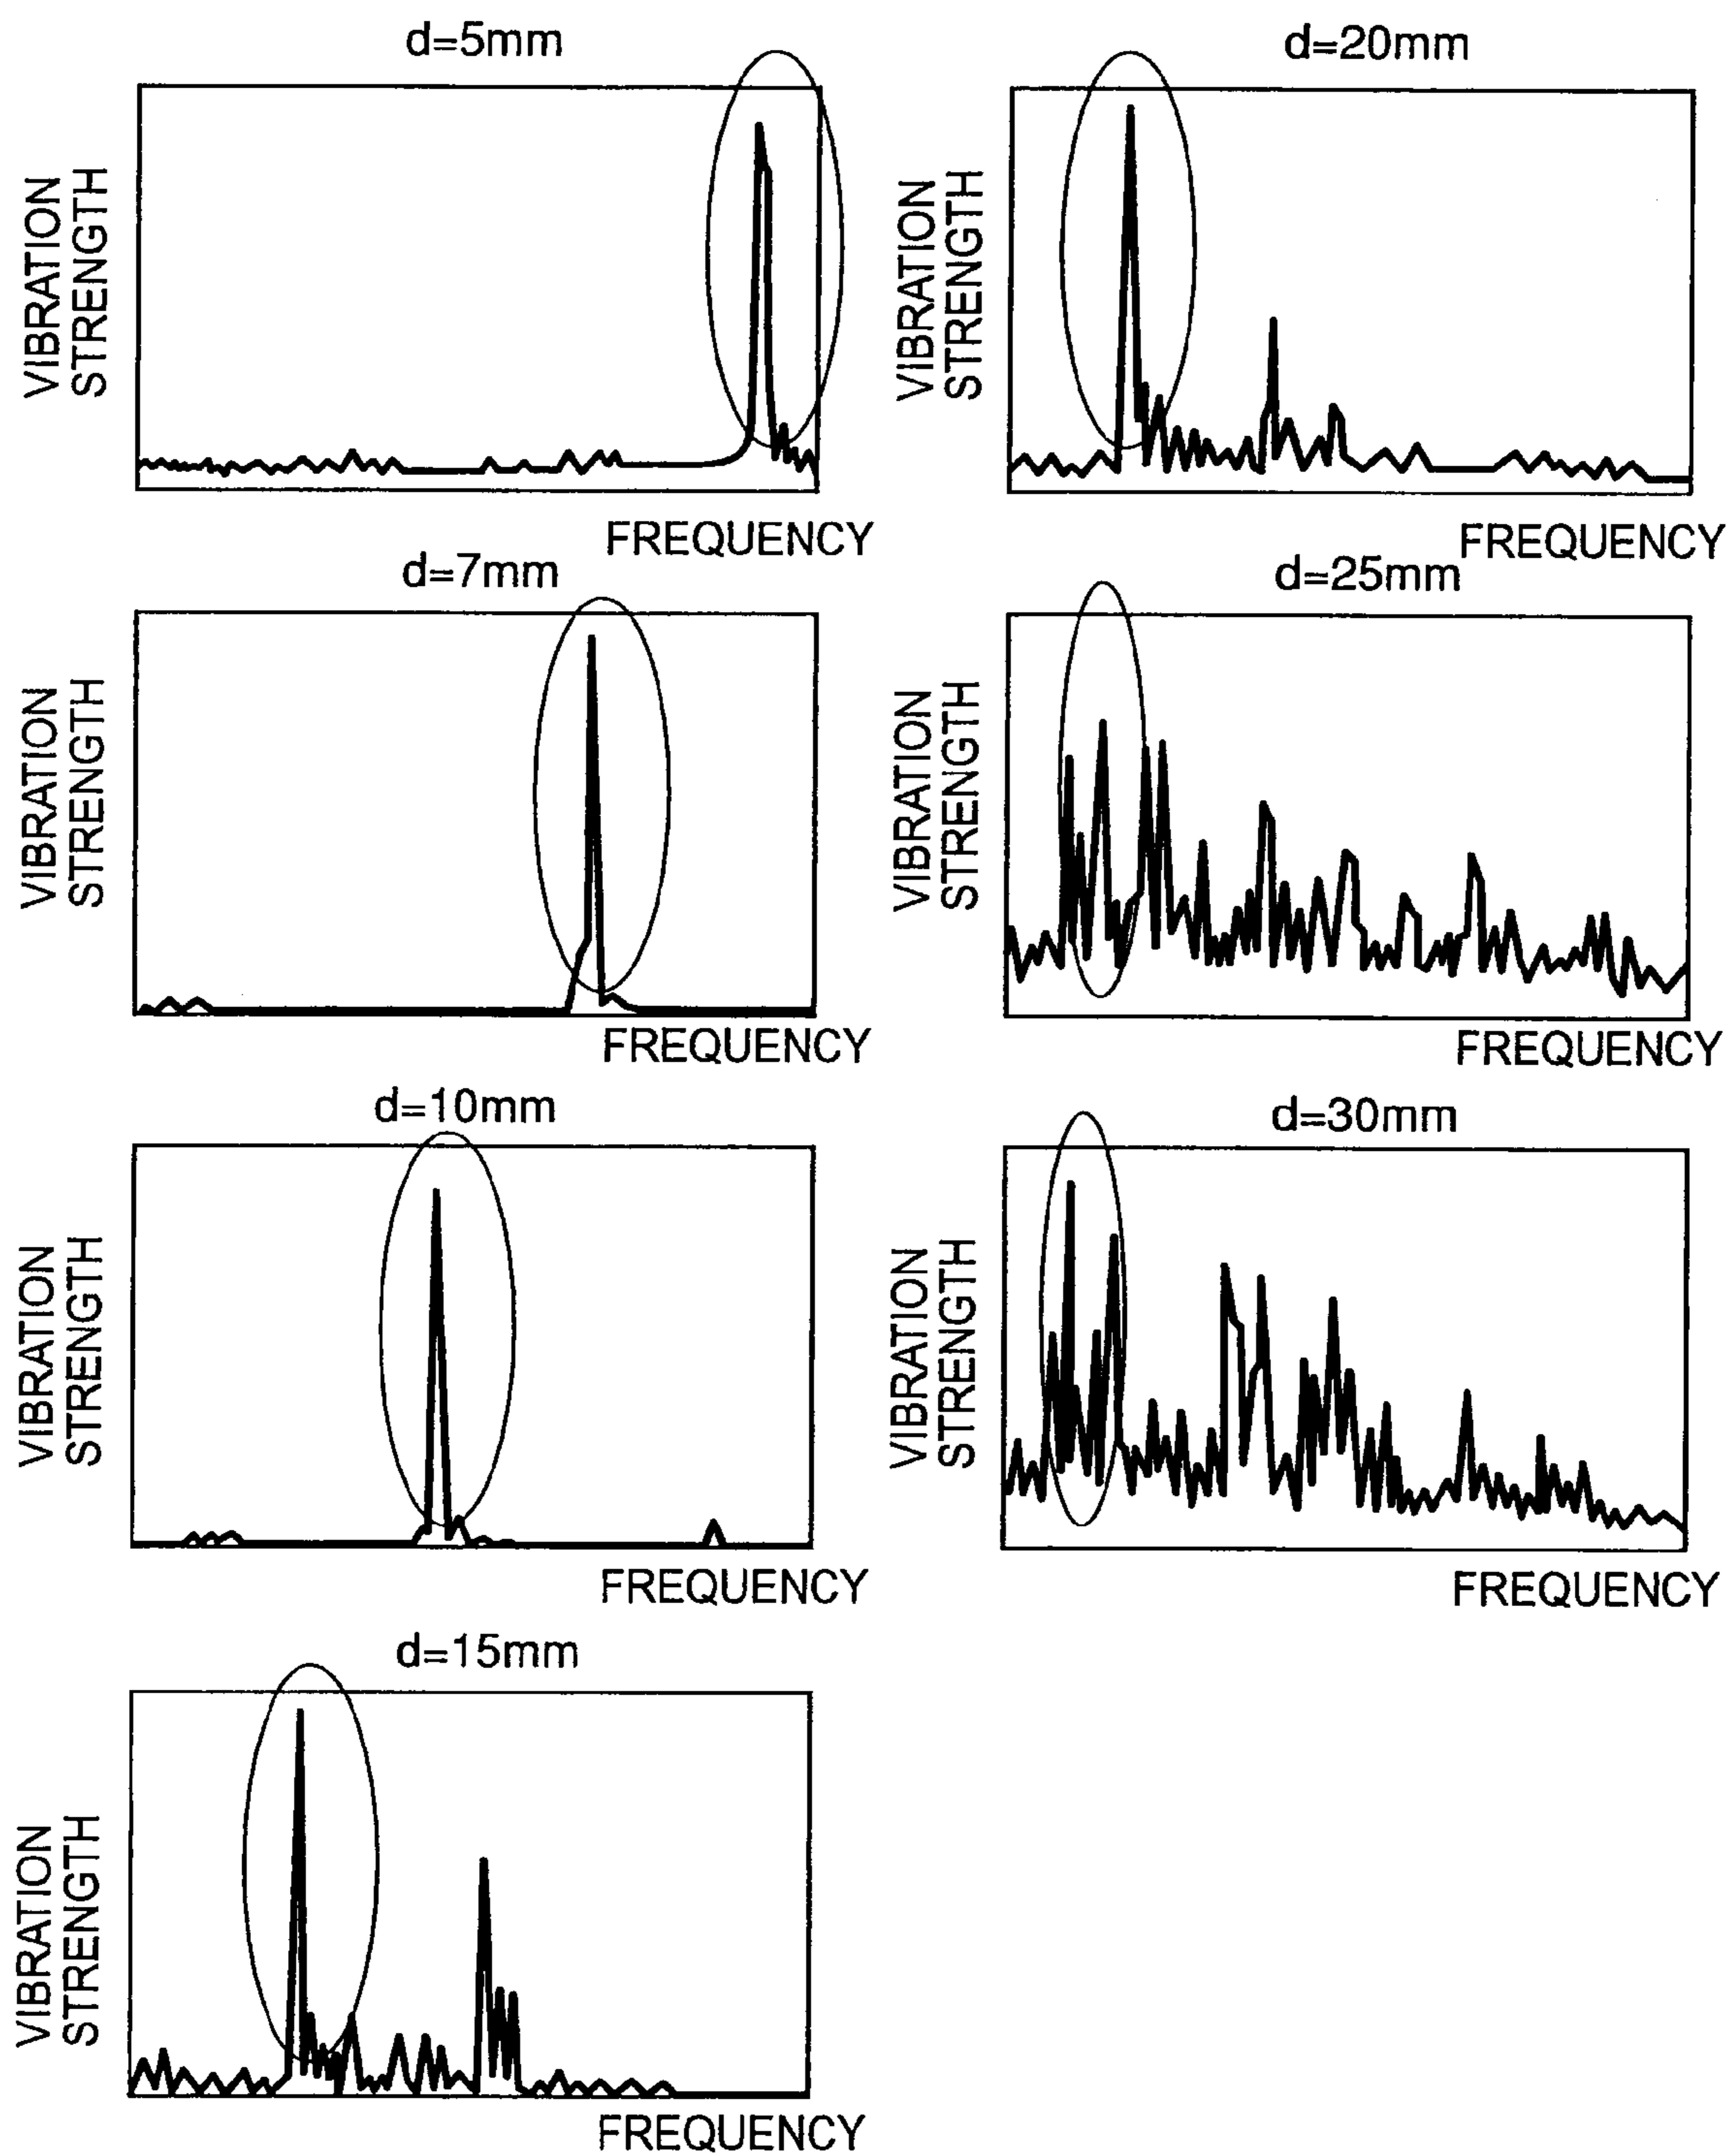 d=5mm
VIBRATION
STRENGTH
FREQUENCY
d=7mm
VIBRATION
STRENGTH
FREQUENCY
d=10mm
VIBRATION
STRENGTH
FREQUENCY
d=15mm
VIBRATION
STRENGTH
FREQUENCY
d=20mm
VIBRATION
STRENGTH
FREQUENCY
d=25mm
VIBRATION
STRENGTH
FREQUENCY
d=30mm
VIBRATION
STRENGTH
FREQUENCY